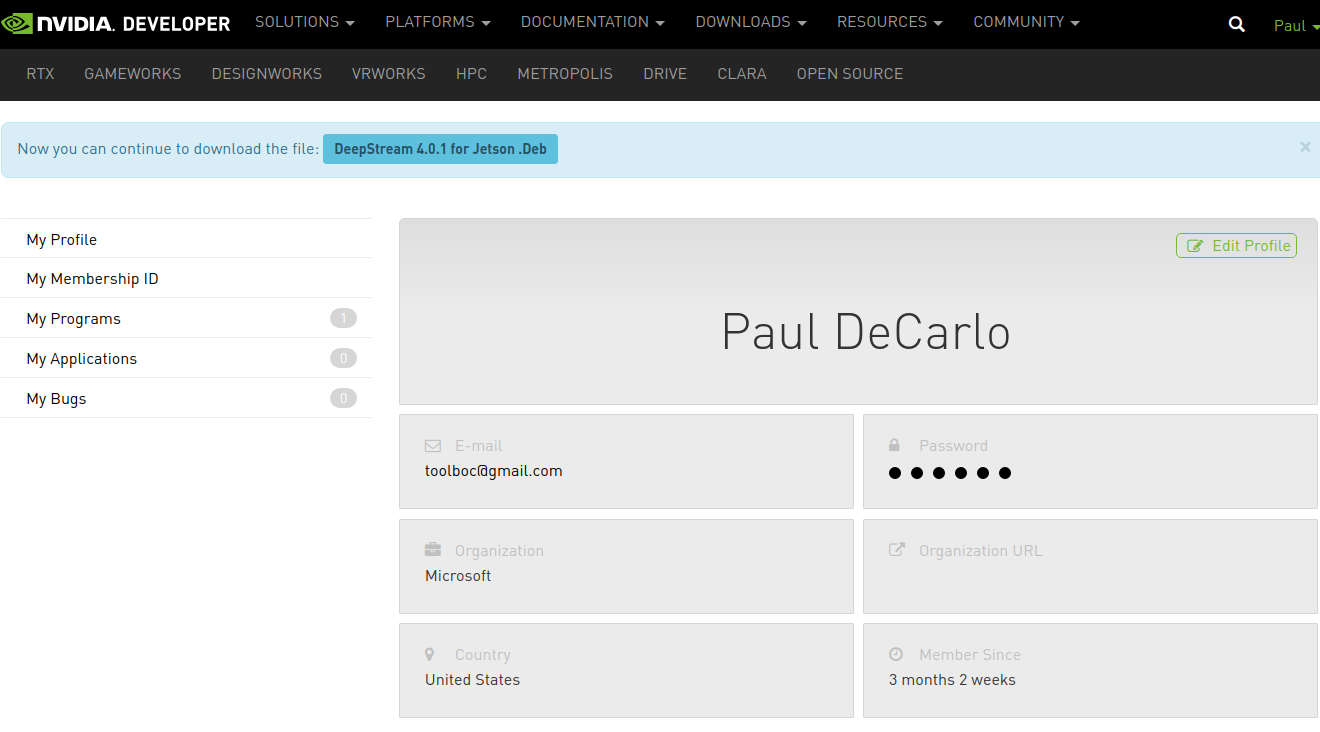 NVIDIA. DEVELOPER SOLUTIONS PLATFORMS DOCUMENTATION DOWNLOADS RESOURCES COMMUNITY Paul
RTX GAMEWORKS DESIGNWORKS VRWORKS HPC METROPOLIS DRIVE CLARA OPEN SOURCE
Now you can continue to download the file: DeepStream 4.0.1 for Jetson .Deb ×
My Profile
My Membership ID
My Programs 1
My Applications 0
My Bugs 0
Edit Profile
Paul DeCarlo
E-mail
toolboc@gmail.com
Password
Organization
Microsoft
Organization URL
Country
United States
Member Since
3 months 2 weeks